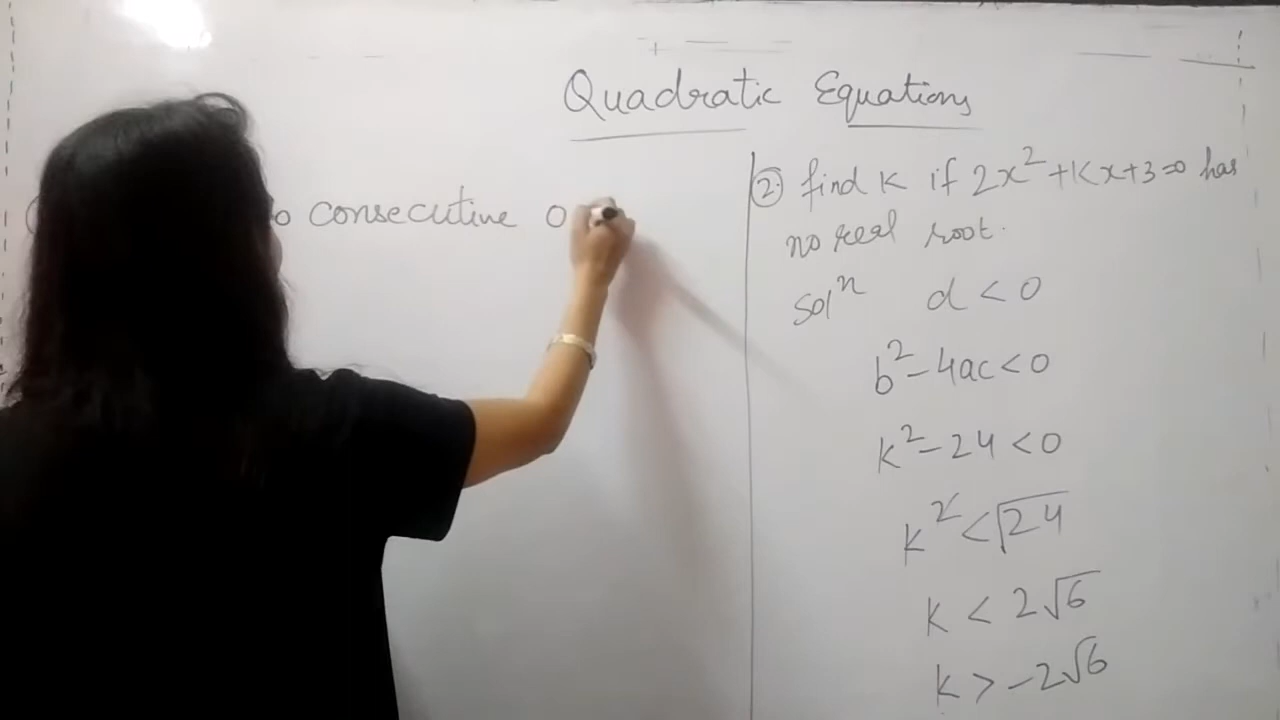 Quadratic Equations
consecutive
2. find k if 2x²+kx+3=0 has
no real root.
Solⁿ d < 0
b²-4ac<0
k²-24<0
k²<√24
k < 2√6
k > -2√6